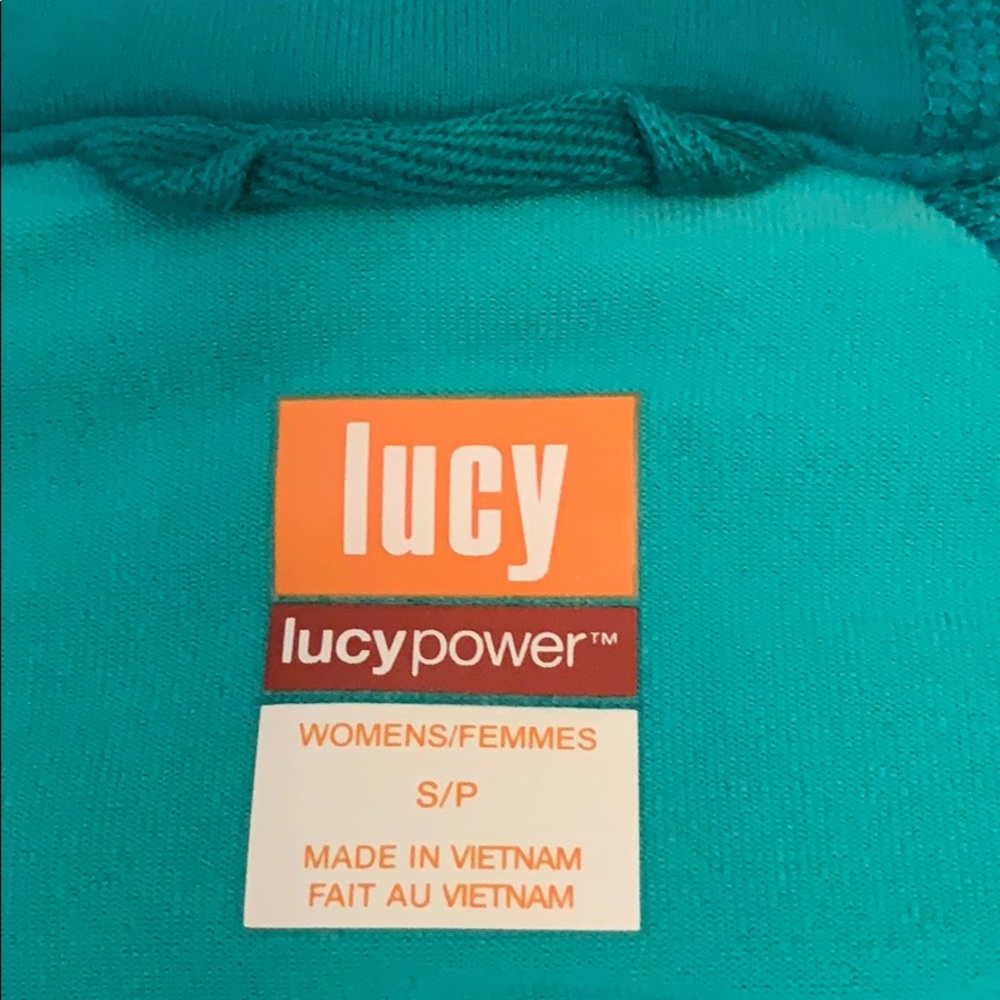 lucy
lucypower™
WOMENS/FEMMES
S/P
MADE IN VIETNAM
FAIT AU VIETNAM